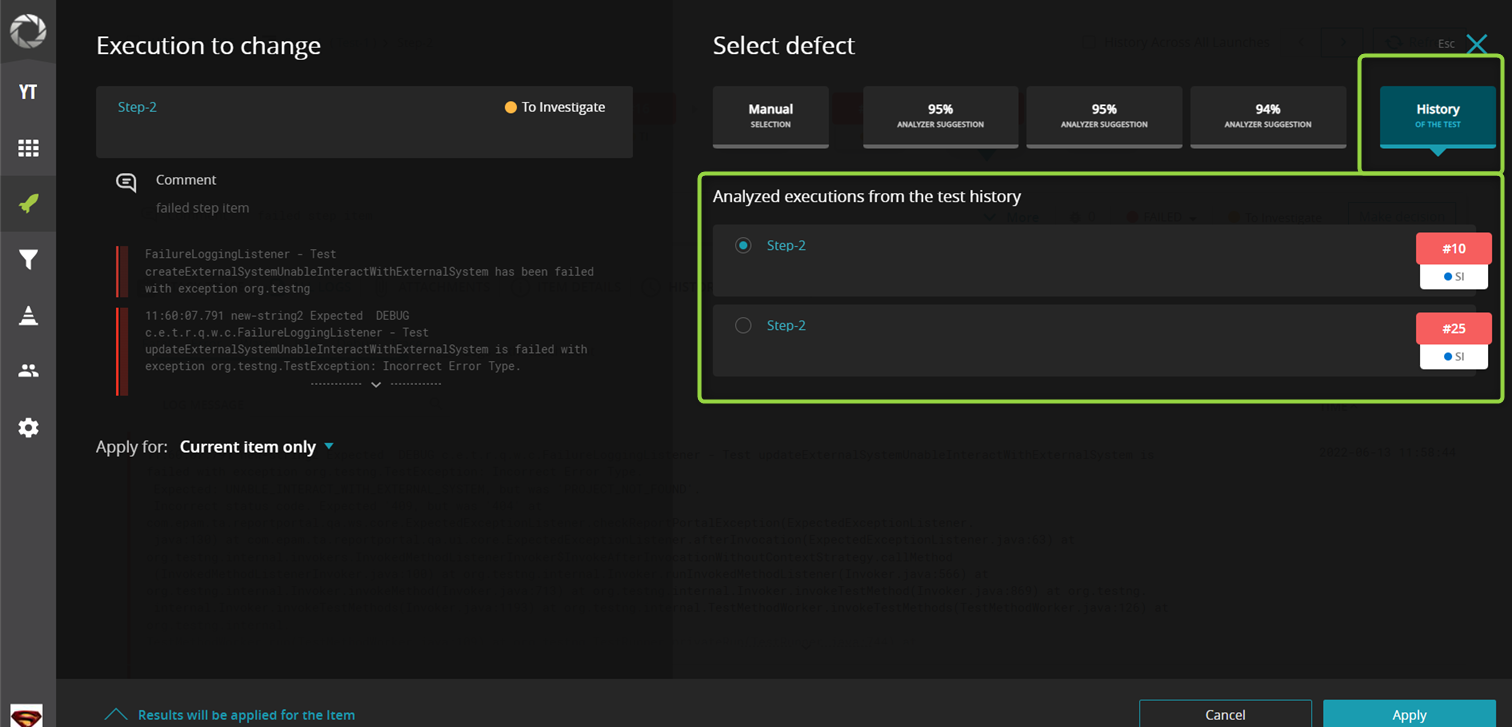 YT
Execution to change
Step-2
To Investigate
Comment
failed step item
FailureLoggingListener - Test
createExternalSystemUnableInteractWithExternalSystem has been failed
with exception org.testng
11:60:07.791 new-string2 Expected  DEBUG
c.e.t.r.q.w.c.FailureLoggingListener - Test
updateExternalSystemUnableInteractWithExternalSystem is failed with
exception org.testng.TestException: Incorrect Error Type.
Apply for: Current item only
Select defect
Esc
Manual
SELECTION
95%
ANALYZER SUGGESTION
95%
ANALYZER SUGGESTION
94%
ANALYZER SUGGESTION
History
OF THE TEST
Analyzed executions from the test history
Step-2
#10
SI
Step-2
#25
SI
Results will be applied for the Item
Cancel
Apply